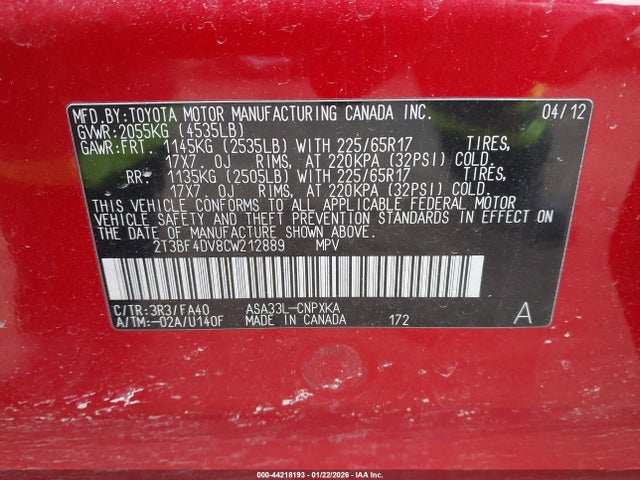 MFD.BY:TOYOTA MOTOR MANUFACTURING CANADA INC. 04/12
GVWR:2055KG (4535LB)
GAWR:FRT. 1145KG (2535LB) WITH 225/65R17 TIRES,
17X7.0J RIMS, AT 220KPA (32PSI) COLD.
RR. 1135KG (2505LB) WITH 225/65R17 TIRES,
17X7.0J RIMS, AT 220KPA (32PSI) COLD.
THIS VEHICLE CONFORMS TO ALL APPLICABLE FEDERAL MOTOR
VEHICLE SAFETY AND THEFT PREVENTION STANDARDS IN EFFECT ON
THE DATE OF MANUFACTURE SHOWN ABOVE.
2T3BF4DV8CW212889 MPV
C/TR:3R3/FA40 ASA33L-CNPXKA
A/TM:-02A/U140F MADE IN CANADA 172 A
000-44218193 - 01/22/2026 - IAA Inc.